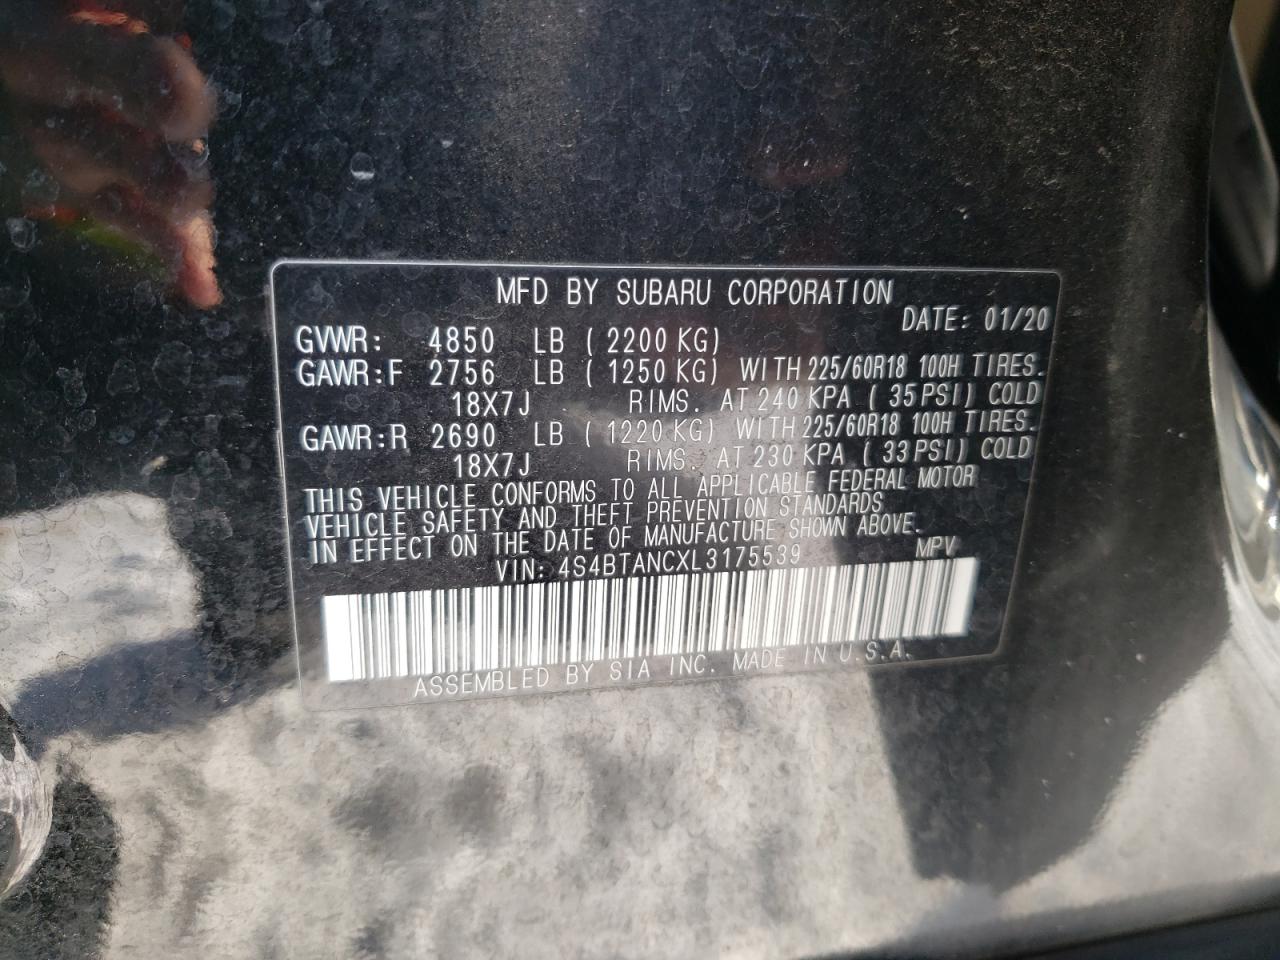 MFD BY SUBARU CORPORATION
DATE: 01/20
GVWR: 4850 LB (2200 KG)
GAWR:F 2756 LB (1250 KG) WITH 225/60R18 100H TIRES.
18X7J RIMS. AT 240 KPA (35 PSI) COLD
GAWR:R 2690 LB (1220 KG) WITH 225/60R18 100H TIRES.
18X7J RIMS. AT 230 KPA (33 PSI) COLD
THIS VEHICLE CONFORMS TO ALL APPLICABLE FEDERAL MOTOR
VEHICLE SAFETY AND THEFT PREVENTION STANDARDS
IN EFFECT ON THE DATE OF MANUFACTURE SHOWN ABOVE.
VIN: 4S4BTANCXL3175539 MPV
ASSEMBLED BY SIA INC. MADE IN U.S.A.